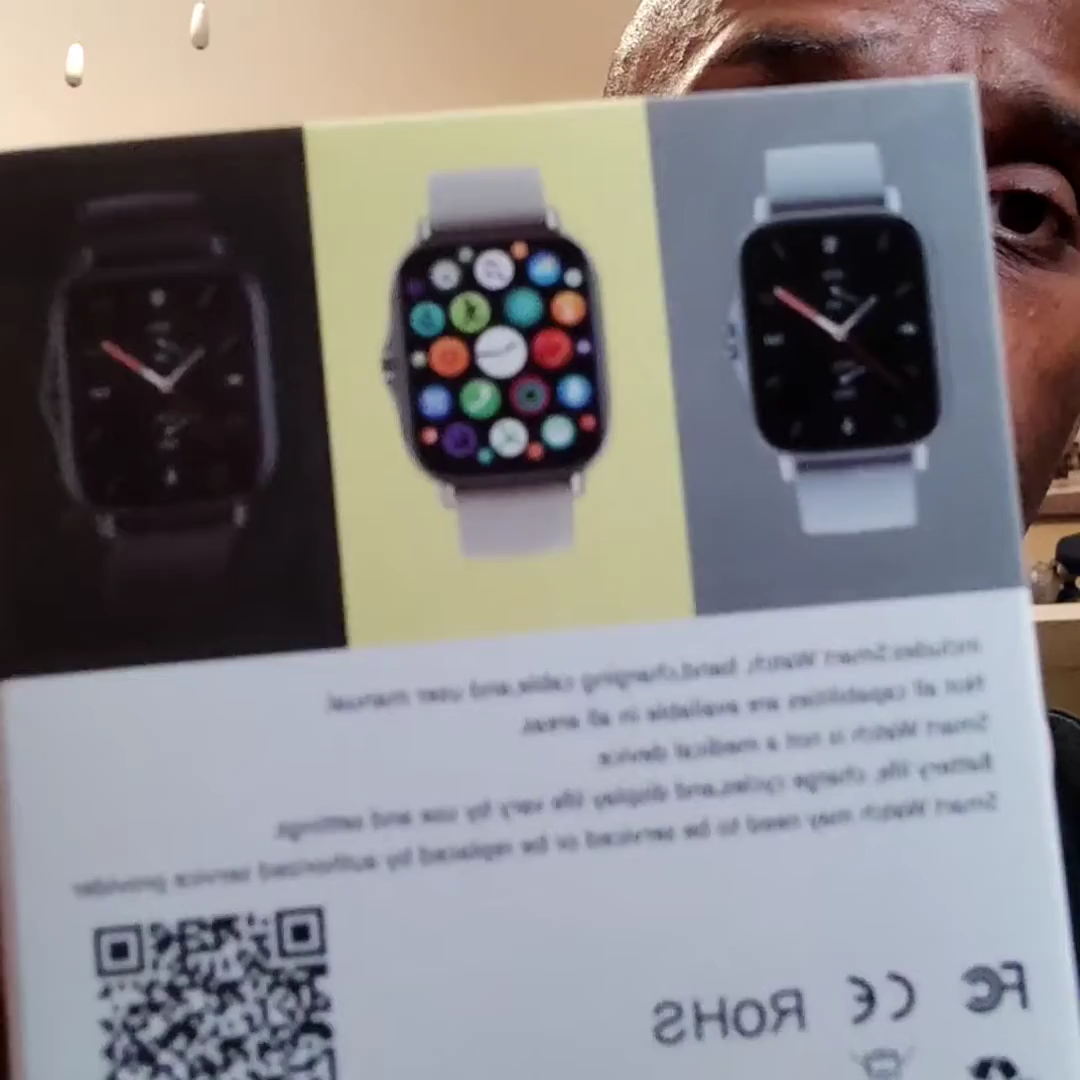 includes:Smart Watch, band,charging cable,and user manual.
Not all capabilities are available in all areas.
Smart Watch is not a medical device.
Battery life, charge cycles,and display life vary by use and settings.
Smart Watch may need to be serviced or replaced by authorized service provider
FC CE RoHS